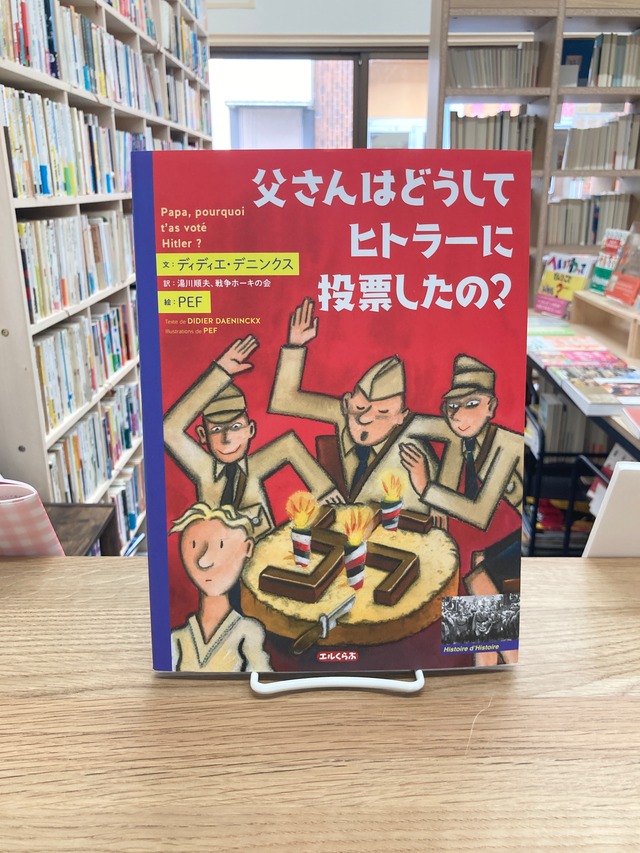 父さんはどうして
ヒトラーに
投票したの?
Papa, pourquoi
t'as voté
Hitler ?
文：ディディエ・デニンクス
訳：湯川順夫、戦争ホーキの会
絵：PEF
Texte de DIDIER DAENINCKX
Illustrations de PEF
エルくらぶ
Histoire d'Histoire